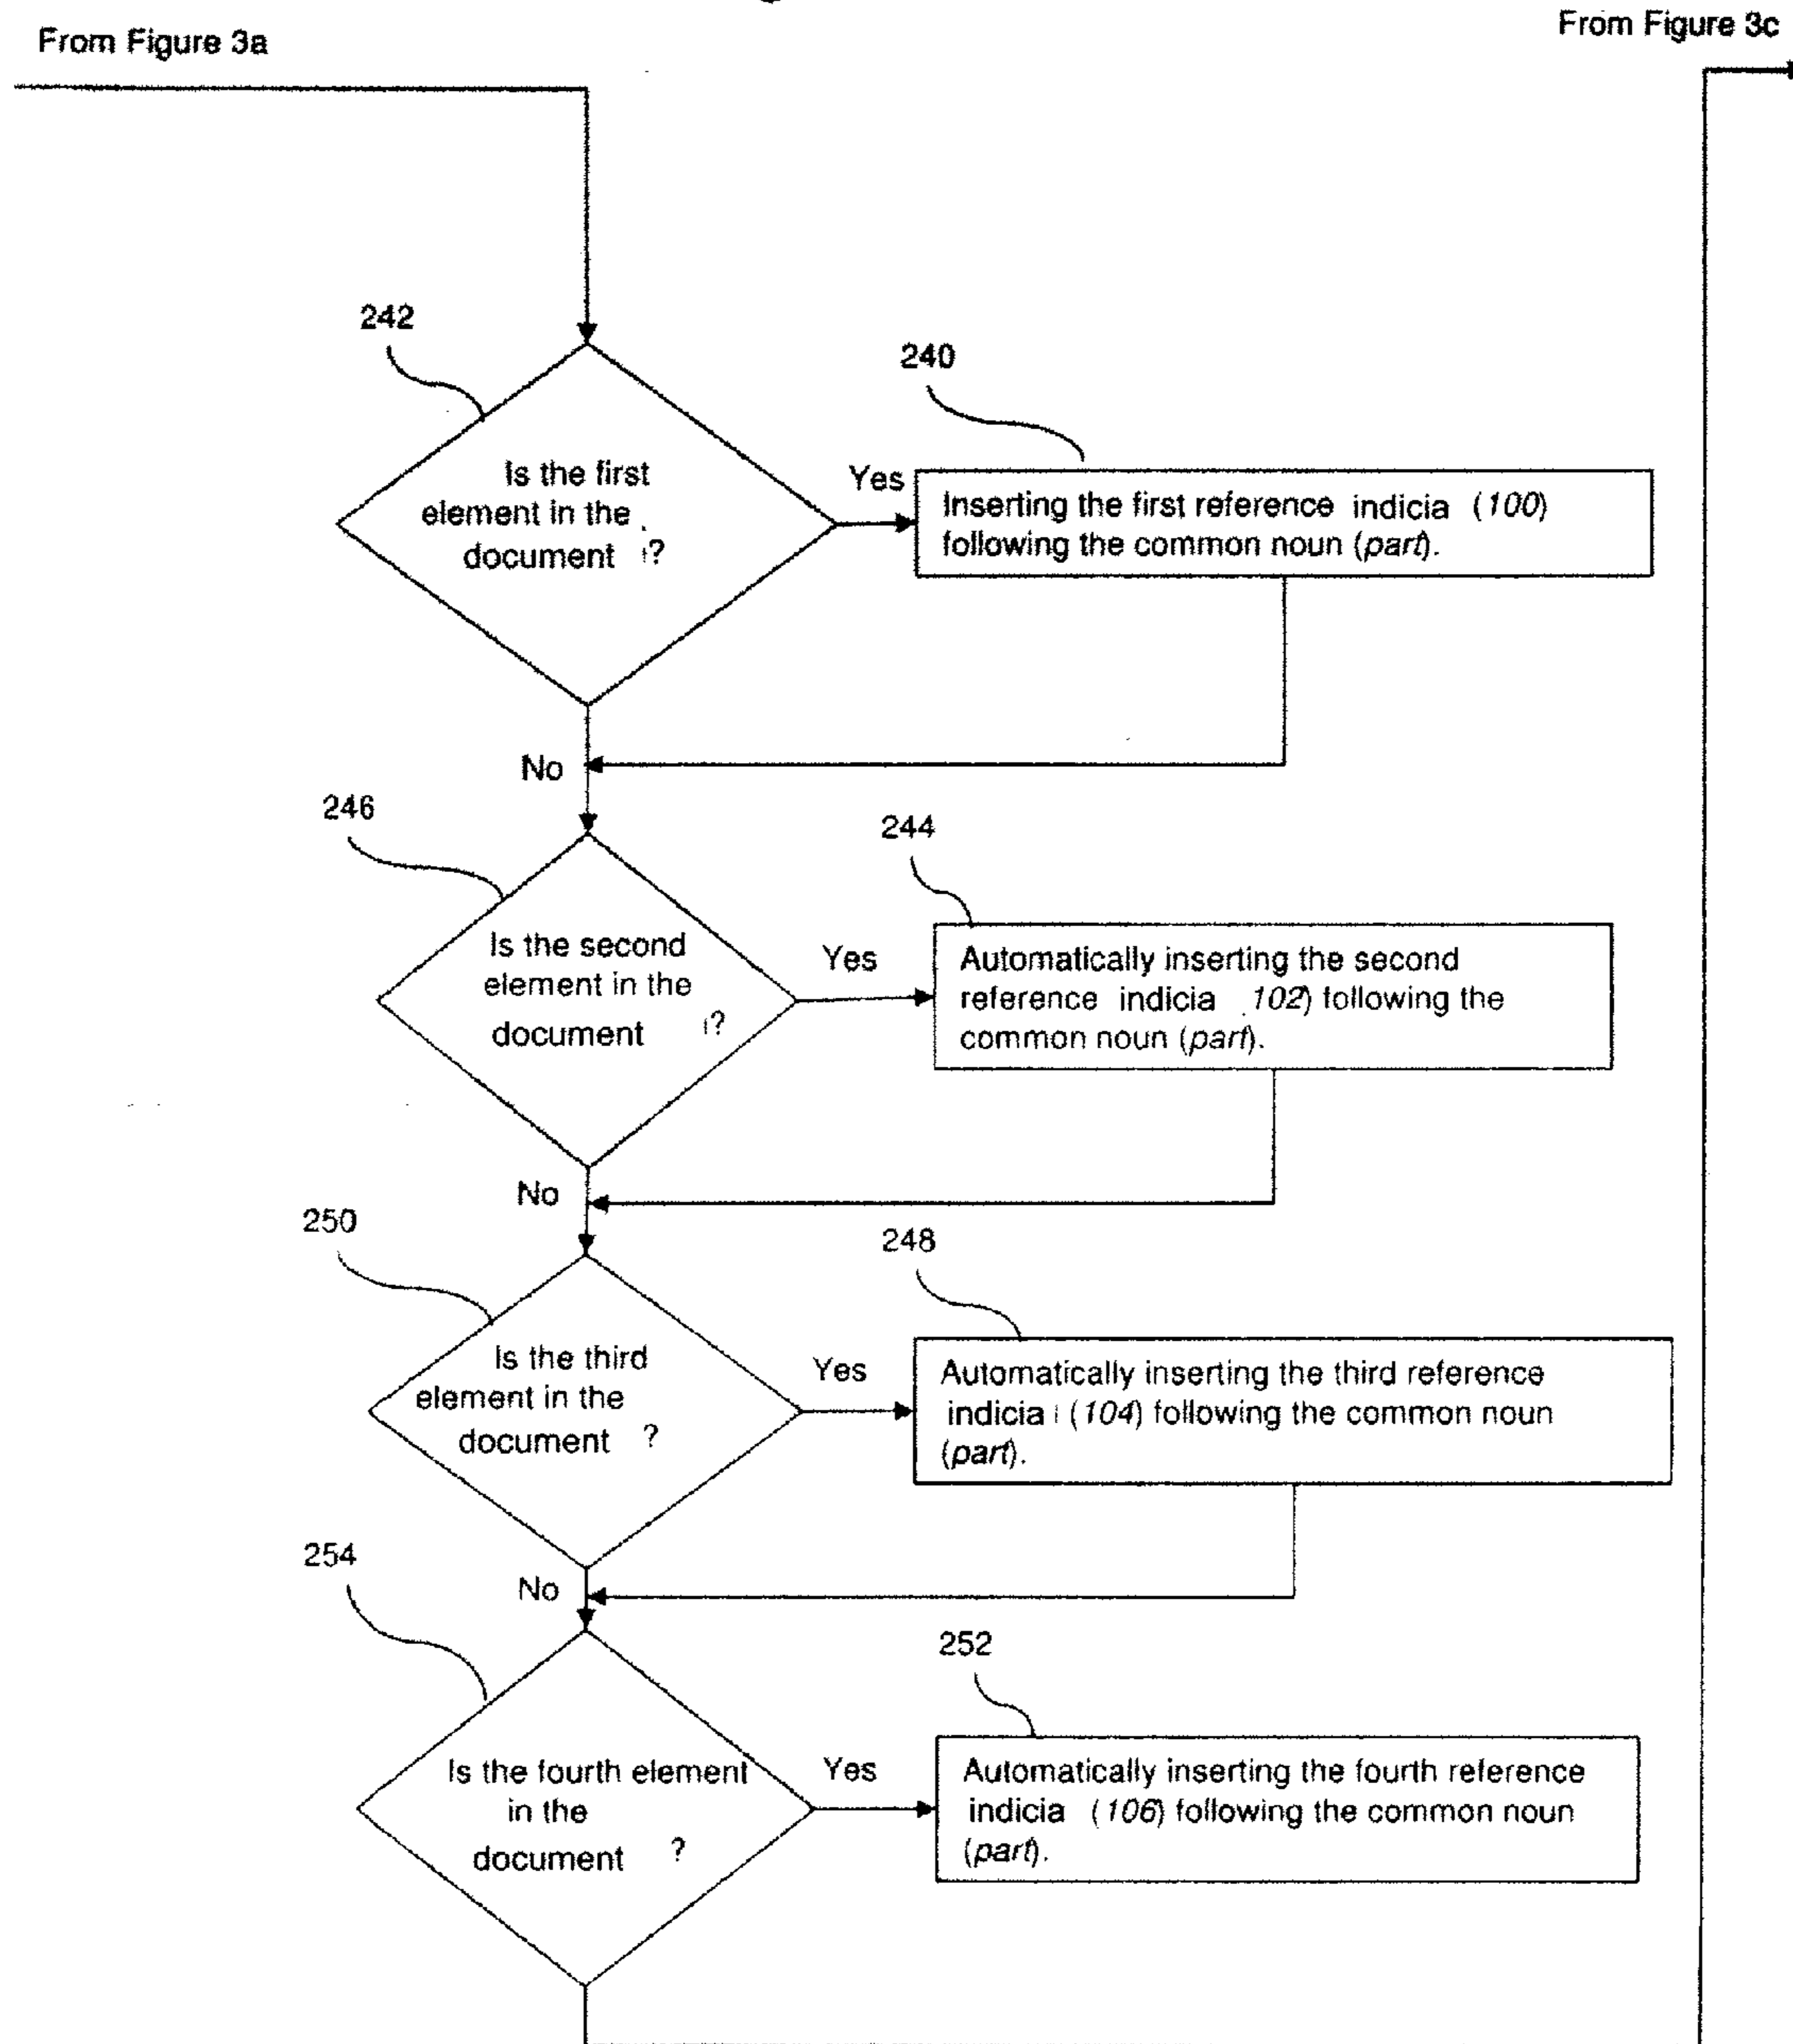 From Figure 3a
From Figure 3c
242
240
Is the first
element in the
document ?
Yes
Inserting the first reference indicia (100)
following the common noun (part).
No
246
244
Is the second
element in the
document ?
Yes
Automatically inserting the second
reference indicia 102) following the
common noun (part).
No
250
248
Is the third
element in the
document ?
Yes
Automatically inserting the third reference
indicia (104) following the common noun
(part).
No
254
252
Is the fourth element
in the
document ?
Yes
Automatically inserting the fourth reference
indicia (106) following the common noun
(part).